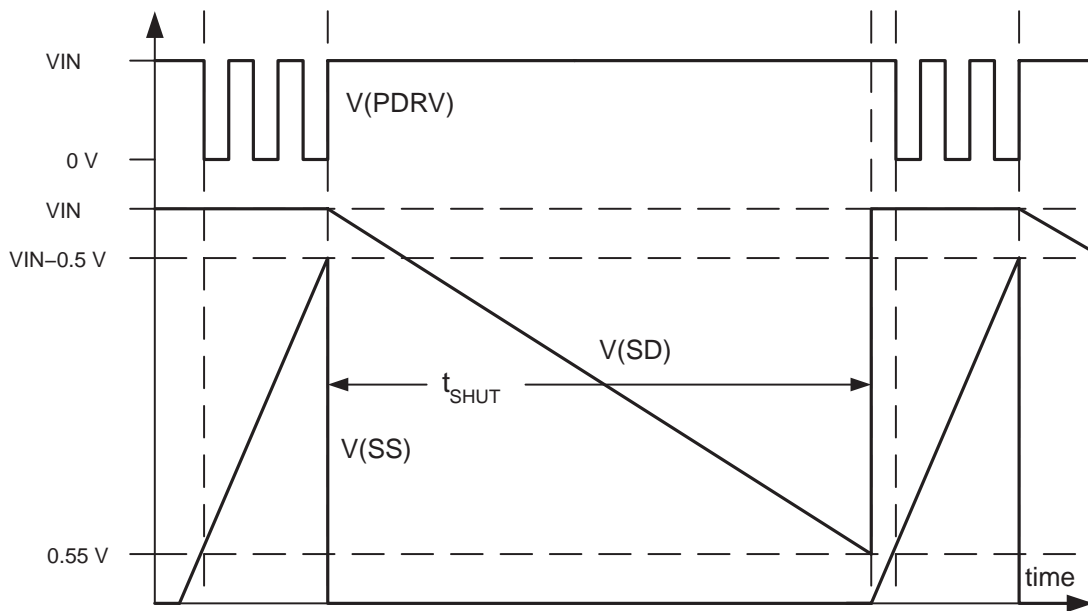 VIN
V(PDRV)
0 V
VIN
VIN−0.5 V
V(SD)
tSHUT
V(SS)
0.55 V
time